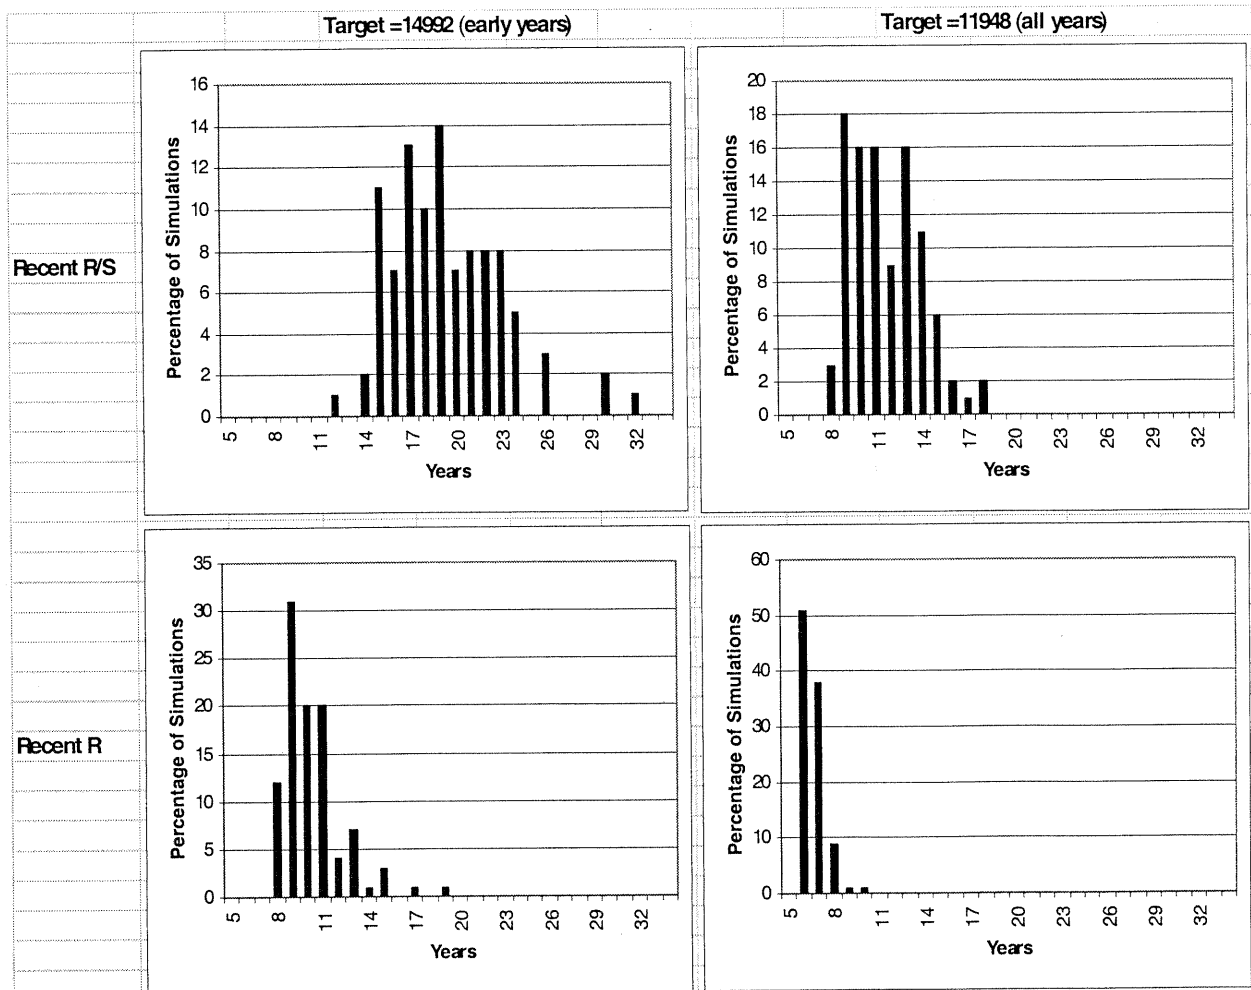 Target =14992 (early years)
Target =11948 (all years)
Recent R/S
Percentage of Simulations
16
14
12
10
8
6
4
2
0
5 8 11 14 17 20 23 26 29 32
Years
Percentage of Simulations
20
18
16
14
12
10
8
6
4
2
0
5 8 11 14 17 20 23 26 29 32
Years
Recent R
Percentage of Simulations
35
30
25
20
15
10
5
0
5 8 11 14 17 20 23 26 29 32
Years
Percentage of Simulations
60
50
40
30
20
10
0
5 8 11 14 17 20 23 26 29 32
Years